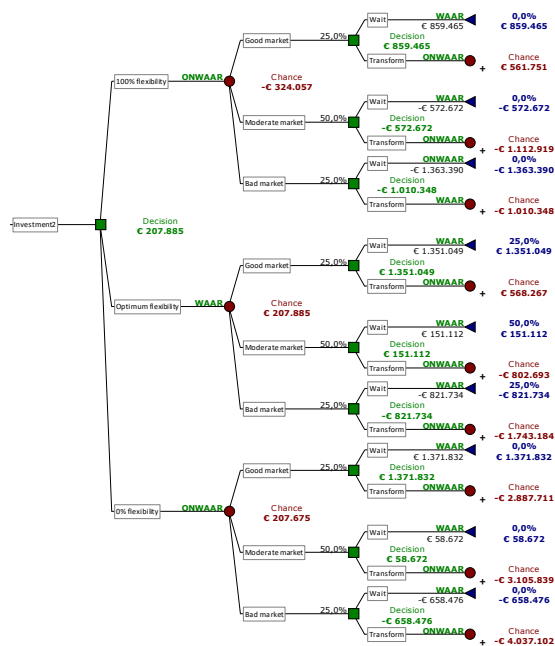 WAAR 0,0%
Wait
€ 859.465 € 859.465
Good market 25,0% Decision
€ 859.465
ONWAAR Chance
Transform
+ € 561.751
100% flexibility ONWAAR Chance
-€ 324.057
WAAR 0,0%
Wait
-€ 572.672 -€ 572.672
Moderate market 50,0% Decision
-€ 572.672
ONWAAR Chance
Transform
+ -€ 1.112.919
ONWAAR 0,0%
Wait
-€ 1.363.390 -€ 1.363.390
Bad market 25,0% Decision
-€ 1.010.348
WAAR Chance
Transform
+ -€ 1.010.348
Investment2 Decision
€ 207.885
WAAR 25,0%
Wait
€ 1.351.049 € 1.351.049
Good market 25,0% Decision
€ 1.351.049
ONWAAR Chance
Transform
+ € 568.267
Optimum flexibility WAAR Chance
€ 207.885
WAAR 50,0%
Wait
€ 151.112 € 151.112
Moderate market 50,0% Decision
€ 151.112
ONWAAR Chance
Transform
+ -€ 802.693
WAAR 25,0%
Wait
-€ 821.734 -€ 821.734
Bad market 25,0% Decision
-€ 821.734
ONWAAR Chance
Transform
+ -€ 1.743.184
WAAR 0,0%
Wait
€ 1.371.832 € 1.371.832
Good market 25,0% Decision
€ 1.371.832
ONWAAR Chance
Transform
+ -€ 2.887.711
0% flexibility ONWAAR Chance
€ 207.675
WAAR 0,0%
Wait
€ 58.672 € 58.672
Moderate market 50,0% Decision
€ 58.672
ONWAAR Chance
Transform
+ -€ 3.105.839
WAAR 0,0%
Wait
-€ 658.476 -€ 658.476
Bad market 25,0% Decision
-€ 658.476
ONWAAR Chance
Transform
+ -€ 4.037.102